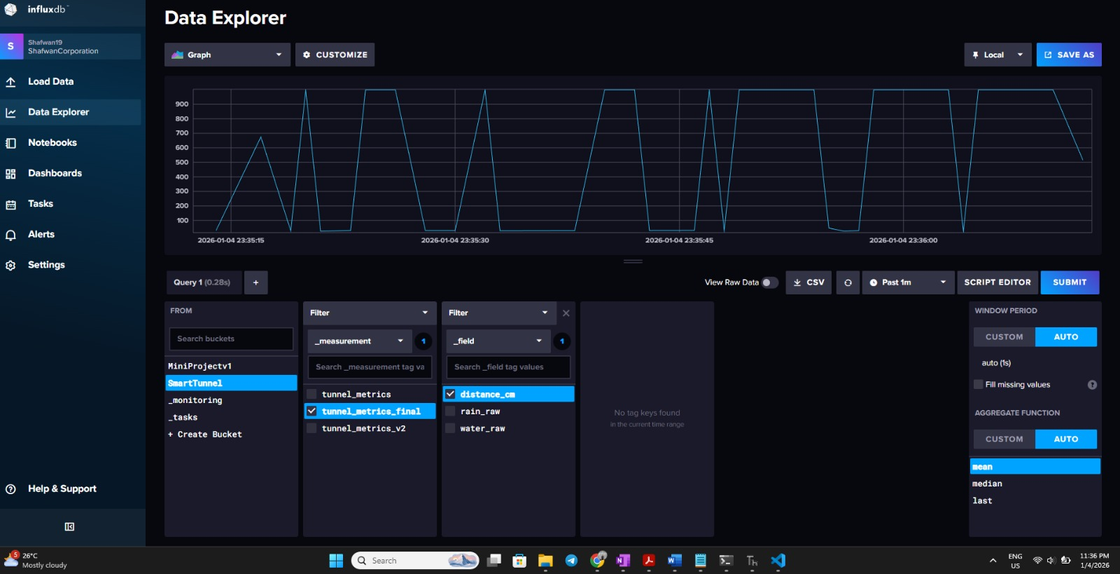 influxdb™
Data Explorer
S
Shafwan19
ShafwanCorporation
Graph
CUSTOMIZE
Local
SAVE AS
Load Data
Data Explorer
Notebooks
Dashboards
Tasks
Alerts
Settings
900
800
700
600
500
400
300
200
100
2026-01-04 23:35:15
2026-01-04 23:35:30
2026-01-04 23:35:45
2026-01-04 23:36:00
Query 1 (0.28s)
+
View Raw Data
CSV
Past 1m
SCRIPT EDITOR
SUBMIT
FROM
Search buckets
MiniProjectv1
SmartTunnel
_monitoring
_tasks
+ Create Bucket
Filter
_measurement
1
Search _measurement tag va
tunnel_metrics
tunnel_metrics_final
tunnel_metrics_v2
Filter
_field
1
Search _field tag values
distance_cm
rain_raw
water_raw
No tag keys found
in the current time range
WINDOW PERIOD
CUSTOM
AUTO
auto (1s)
Fill missing values
?
AGGREGATE FUNCTION
CUSTOM
AUTO
mean
median
last
Help & Support
5
26°C
Mostly cloudy
Search
ENG
US
11:36 PM
1/4/2026